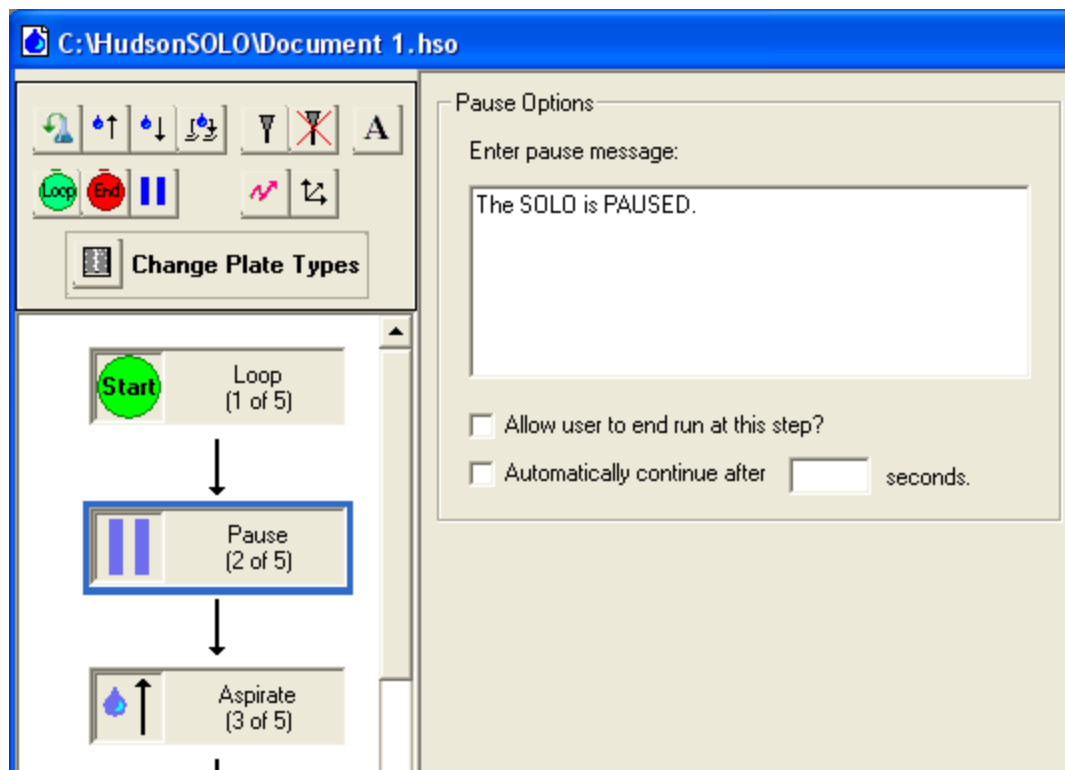 C:\HudsonSOLO\Document 1.hso
A
Loop
End
Change Plate Types
Start
Loop
(1 of 5)
Pause
(2 of 5)
Aspirate
(3 of 5)
Pause Options
Enter pause message:
The SOLO is PAUSED.
Allow user to end run at this step?
Automatically continue after seconds.